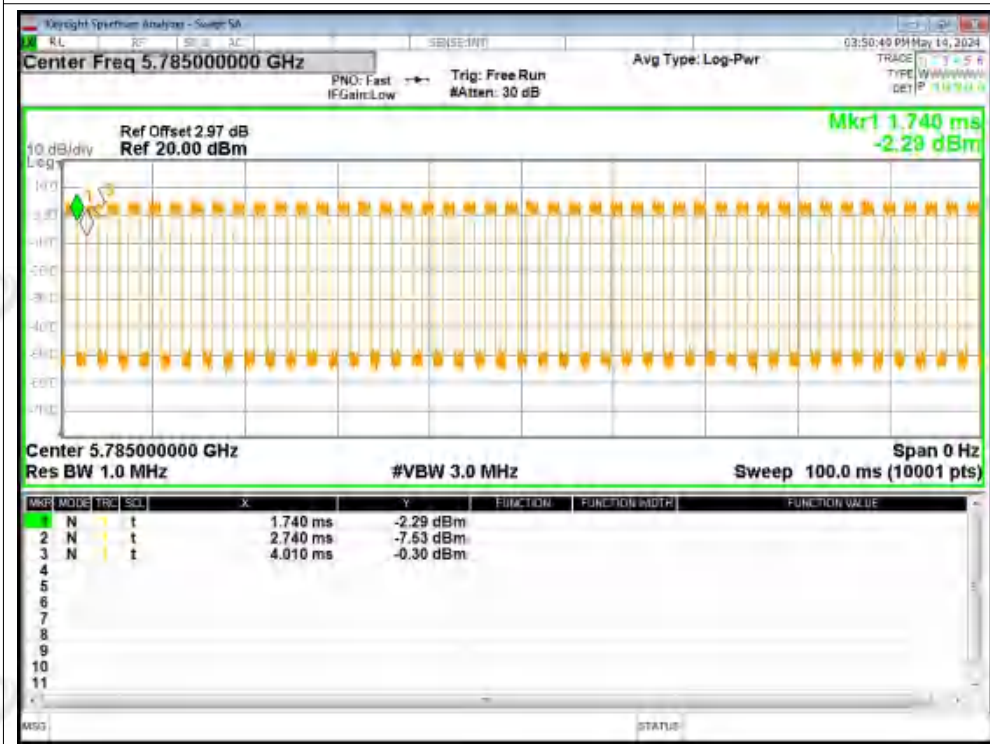 Keysight Spectrum Analyzer - Swept SA
RL RF AC SENSE:INT 03:50:40 PM May 14, 2024
Center Freq 5.785000000 GHz Avg Type: Log-Pwr TRACE
PNO: Fast Trig: Free Run TYPE
IFGain:Low #Atten: 30 dB DET P
Mkr1 1.740 ms
Ref Offset 2.97 dB -2.29 dBm
10 dB/div Ref 20.00 dBm
Log
1 3
Center 5.785000000 GHz Span 0 Hz
Res BW 1.0 MHz #VBW 3.0 MHz Sweep 100.0 ms (10001 pts)
MKR MODE TRC SCL X Y FUNCTION FUNCTION WIDTH FUNCTION VALUE
1 N 1 t 1.740 ms -2.29 dBm
2 N 1 t 2.740 ms -7.53 dBm
3 N 1 t 4.010 ms -0.30 dBm
4
5
6
7
8
9
10
11
MSG STATUS